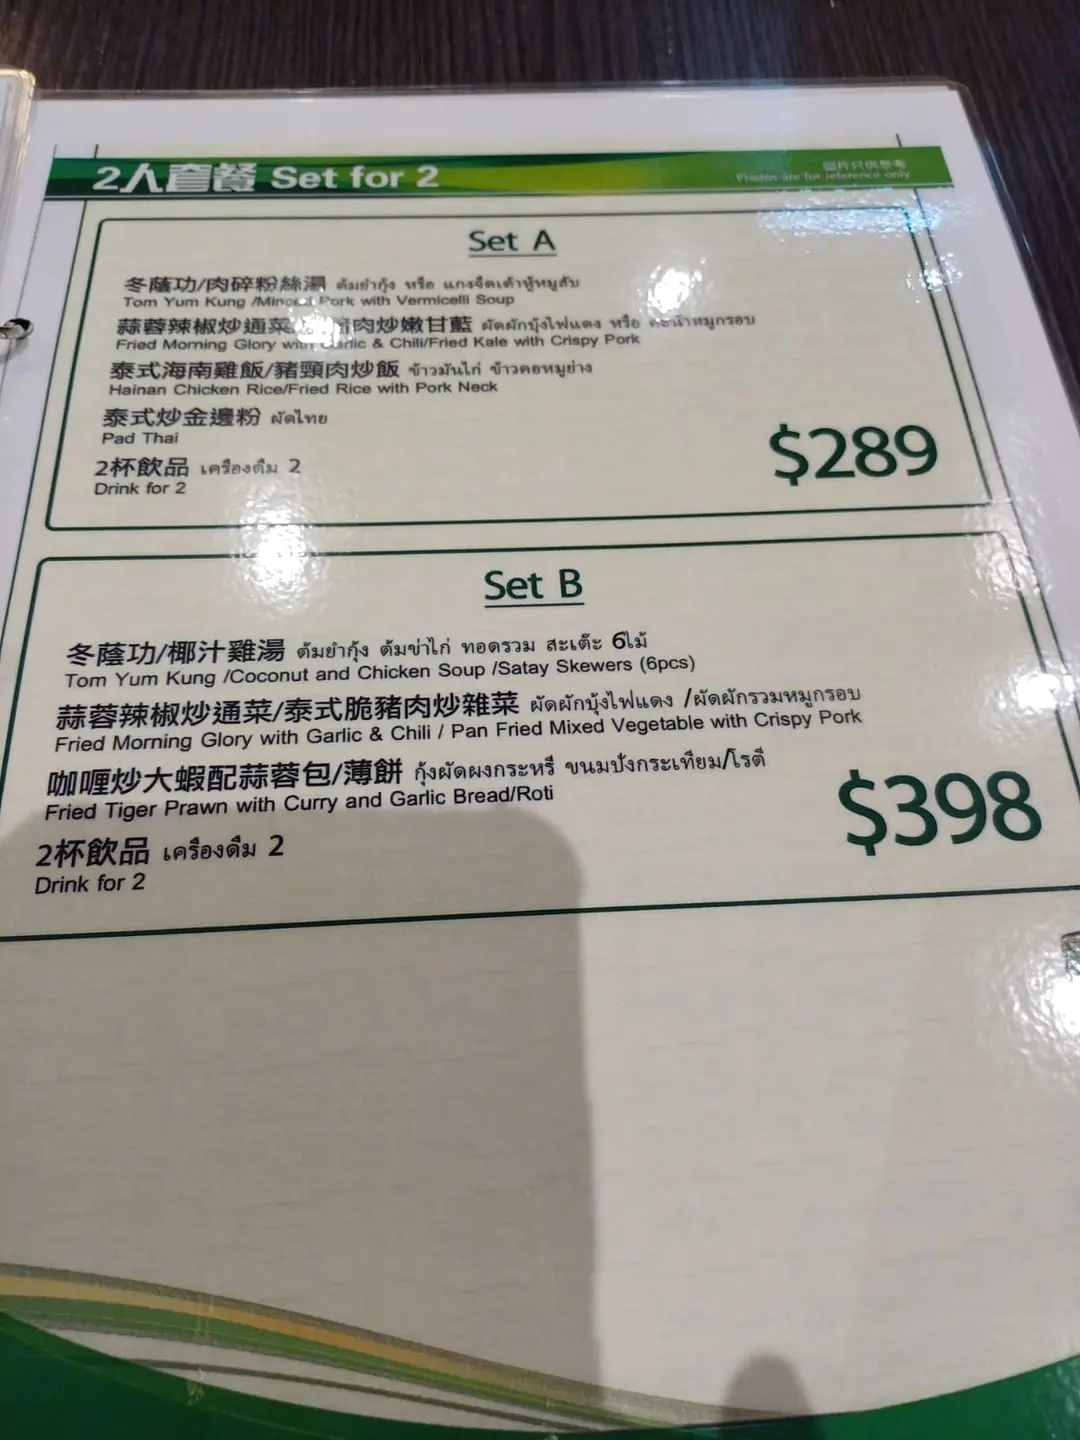 2人套餐 Set for 2
圖片只供參考
Photos are for reference only
Set A
冬蔭功/肉碎粉絲湯 ต้มยำกุ้ง หรือ แกงจืดเต้าหู้หมูสับ
Tom Yum Kung /Minced Pork with Vermicelli Soup
蒜蓉辣椒炒通菜 肉炒嫩甘藍 ผัดผักบุ้งไฟแดง หรือ คะน้าหมูกรอบ
Fried Morning Glory with Garlic & Chili/Fried Kale with Crispy Pork
泰式海南雞飯/豬頸肉炒飯 ข้าวมันไก่ ข้าวคอหมูย่าง
Hainan Chicken Rice/Fried Rice with Pork Neck
泰式炒金邊粉 ผัดไทย
Pad Thai
2杯飲品 เครื่องดื่ม 2
Drink for 2
$289
Set B
冬蔭功/椰汁雞湯 ต้มยำกุ้ง ต้มข่าไก่ ทอดรวม สะเต๊ะ 6ไม้
Tom Yum Kung /Coconut and Chicken Soup /Satay Skewers (6pcs)
蒜蓉辣椒炒通菜/泰式脆豬肉炒雜菜 ผัดผักบุ้งไฟแดง /ผัดผักรวมหมูกรอบ
Fried Morning Glory with Garlic & Chili / Pan Fried Mixed Vegetable with Crispy Pork
咖喱炒大蝦配蒜蓉包/薄餅 กุ้งผัดผงกระหรี่ ขนมปังกระเทียม/โรตี
Fried Tiger Prawn with Curry and Garlic Bread/Roti
2杯飲品 เครื่องดื่ม 2
Drink for 2
$398